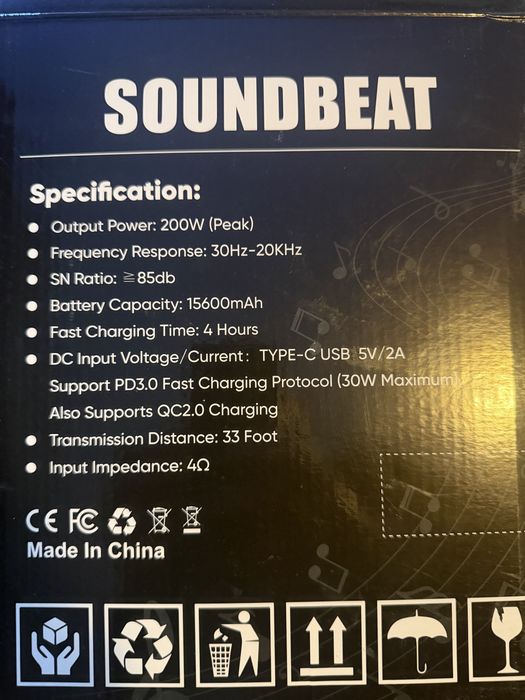 SOUNDBEAT
Specification:
Output Power: 200W (Peak)
Frequency Response: 30Hz-20KHz
SN Ratio: ≧85db
Battery Capacity: 15600mAh
Fast Charging Time: 4 Hours
DC Input Voltage/Current: TYPE-C USB 5V/2A
Support PD3.0 Fast Charging Protocol (30W Maximum)
Also Supports QC2.0 Charging
Transmission Distance: 33 Foot
Input Impedance: 4Ω
CE FC
Made In China